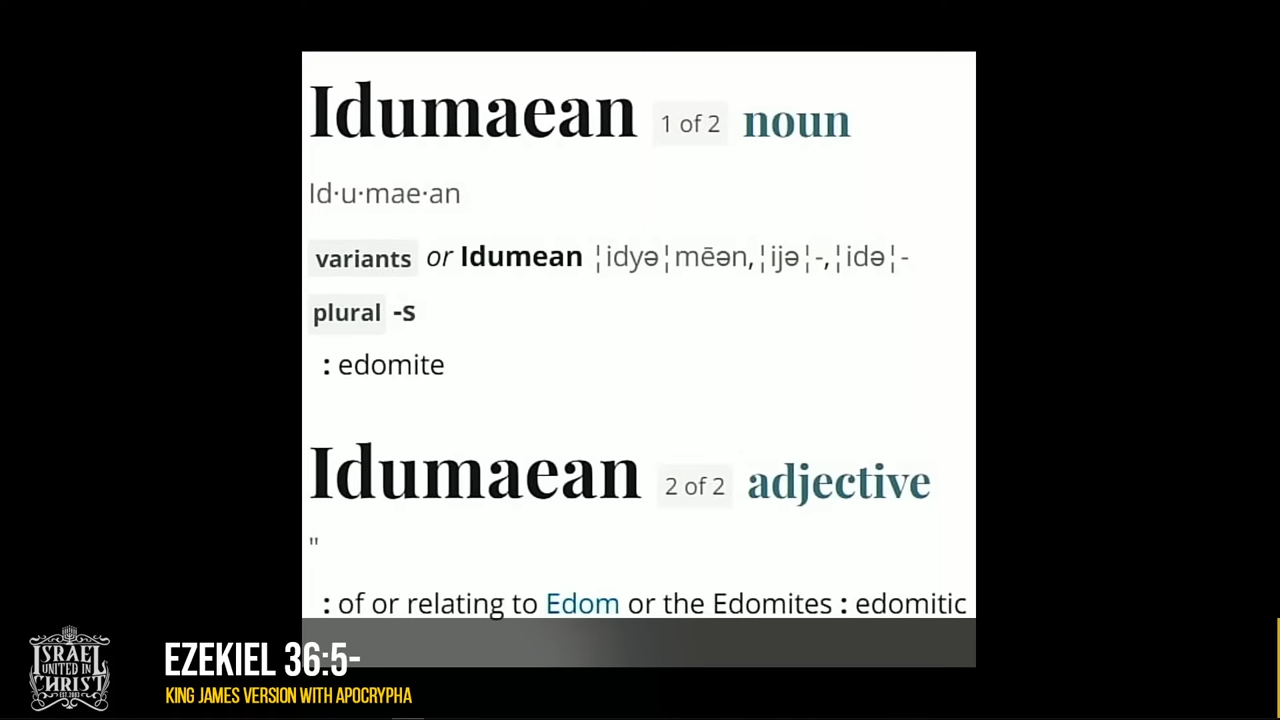 Idumaean 1 of 2 noun
Id·u·mae·an
variants or Idumean ¦idyə¦mēən,¦ijə¦-,¦idə¦-
plural -s
: edomite
Idumaean 2 of 2 adjective
"
: of or relating to Edom or the Edomites : edomitic
ISRAEL
UNITED IN
CHRIST
EST. 2003
EZEKIEL 36:5-
KING JAMES VERSION WITH APOCRYPHA